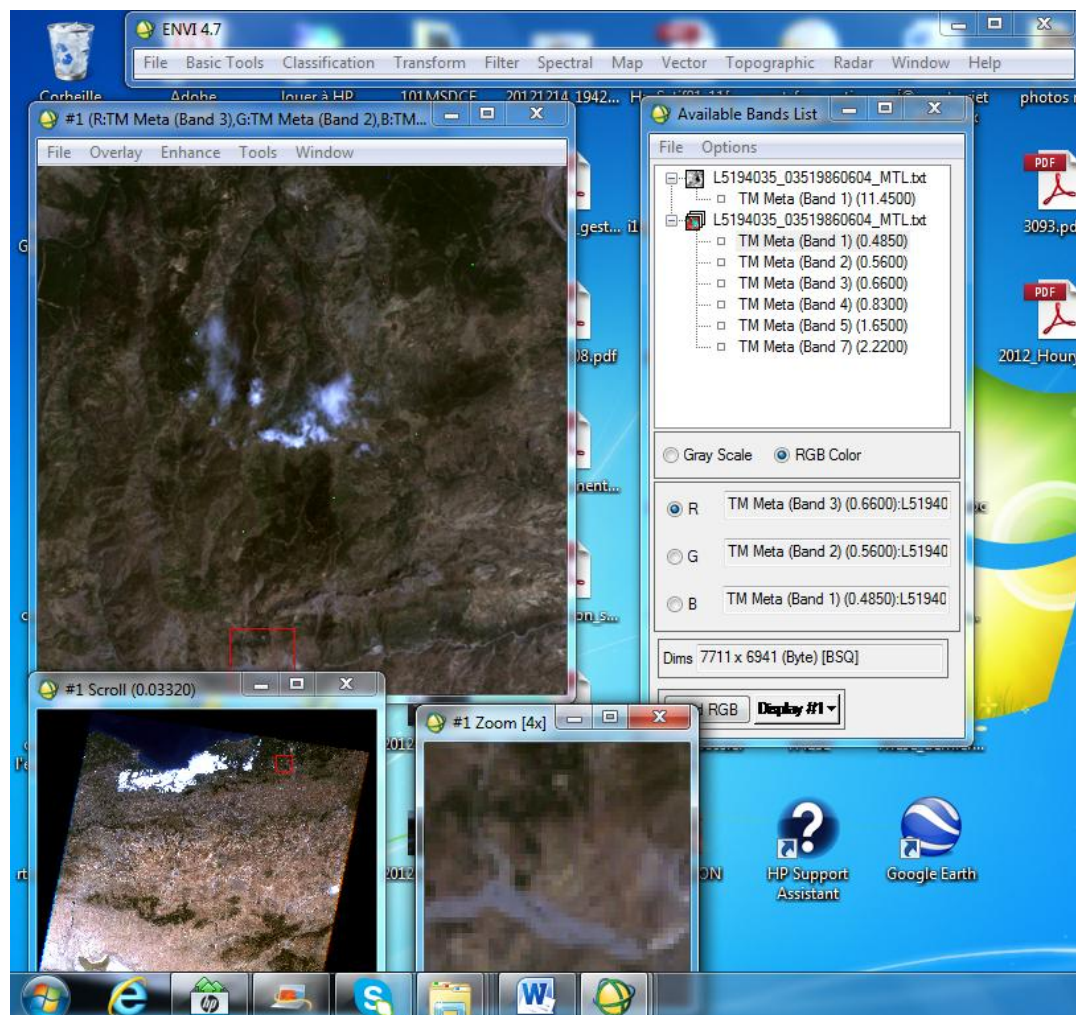 ENVI 4.7
File Basic Tools Classification Transform Filter Spectral Map Vector Topographic Radar Window Help
Corbeille Adobe Jouer à HP 101MSDCF 20121214_1942... photos
#1 (R:TM Meta (Band 3),G:TM Meta (Band 2),B:TM...
File Overlay Enhance Tools Window
Available Bands List
File Options
L5194035_03519860604_MTL.txt
TM Meta (Band 1) (11.4500)
L5194035_03519860604_MTL.txt
TM Meta (Band 1) (0.4850)
TM Meta (Band 2) (0.5600)
TM Meta (Band 3) (0.6600)
TM Meta (Band 4) (0.8300)
TM Meta (Band 5) (1.6500)
TM Meta (Band 7) (2.2200)
Gray Scale RGB Color
R TM Meta (Band 3) (0.6600):L51940
G TM Meta (Band 2) (0.5600):L51940
B TM Meta (Band 1) (0.4850):L51940
Dims 7711 x 6941 (Byte) [BSQ]
RGB Display #1
PDF
3093.pd
PDF
2012_Houry
_gest...
08.pdf
#1 Scroll (0.03320)
#1 Zoom [4x]
HP Support
Assistant
Google Earth
hp
W